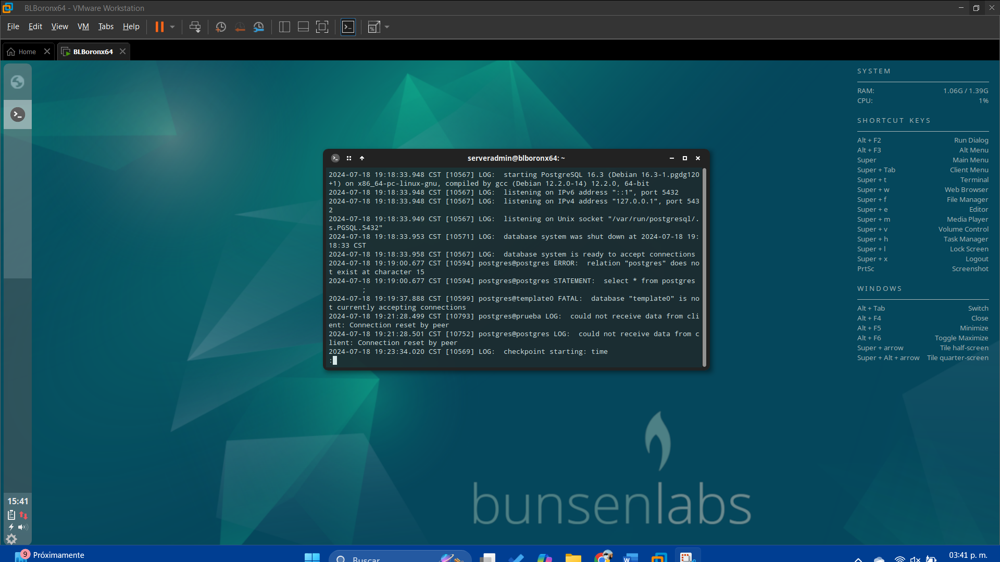 BLBoronx64 - VMware Workstation
File Edit View VM Tabs Help
Home
BLBoronx64
SYSTEM
RAM: 1.06G / 1.39G
CPU: 1%
SHORTCUT KEYS
Alt + F2 Run Dialog
Alt + F3 Alt Menu
Super Main Menu
Super + Tab Client Menu
Super + t Terminal
Super + w Web Browser
Super + f File Manager
Super + e Editor
Super + m Media Player
Super + v Volume Control
Super + h Task Manager
Super + l Lock Screen
Super + x Logout
PrtSc Screenshot
WINDOWS
Alt + Tab Switch
Alt + F4 Close
Alt + F5 Minimize
Alt + F6 Toggle Maximize
Super + arrow Tile half-screen
Super + Alt + arrow Tile quarter-screen
serveradmin@blboronx64: ~
2024-07-18 19:18:33.948 CST [10567] LOG:  starting PostgreSQL 16.3 (Debian 16.3-1.pgdg120
+1) on x86_64-pc-linux-gnu, compiled by gcc (Debian 12.2.0-14) 12.2.0, 64-bit
2024-07-18 19:18:33.948 CST [10567] LOG:  listening on IPv6 address "::1", port 5432
2024-07-18 19:18:33.948 CST [10567] LOG:  listening on IPv4 address "127.0.0.1", port 543
2
2024-07-18 19:18:33.949 CST [10567] LOG:  listening on Unix socket "/var/run/postgresql/.
s.PGSQL.5432"
2024-07-18 19:18:33.953 CST [10571] LOG:  database system was shut down at 2024-07-18 19:
18:33 CST
2024-07-18 19:18:33.958 CST [10567] LOG:  database system is ready to accept connections
2024-07-18 19:19:00.677 CST [10594] postgres@postgres ERROR:  relation "postgres" does no
t exist at character 15
2024-07-18 19:19:00.677 CST [10594] postgres@postgres STATEMENT:  select * from postgres
;
2024-07-18 19:19:37.888 CST [10599] postgres@template0 FATAL:  database "template0" is no
t currently accepting connections
2024-07-18 19:21:28.499 CST [10793] postgres@prueba LOG:  could not receive data from cli
ent: Connection reset by peer
2024-07-18 19:21:28.501 CST [10752] postgres@postgres LOG:  could not receive data from c
lient: Connection reset by peer
2024-07-18 19:23:34.020 CST [10569] LOG:  checkpoint starting: time
:
bunsenlabs
15:41
9 Próximamente
Buscar
W
03:41 p. m.